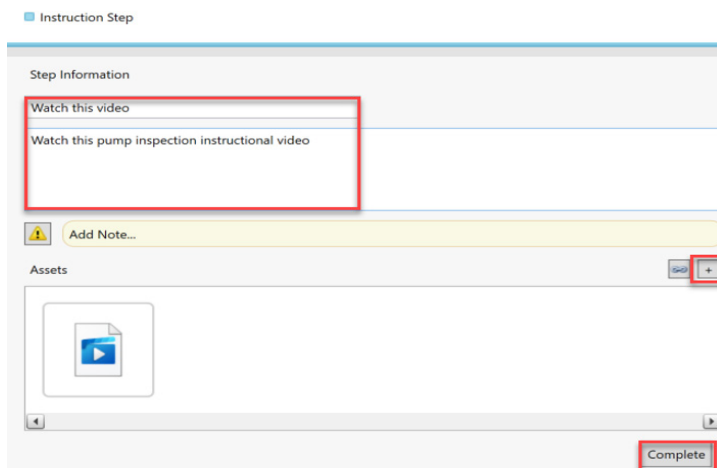 Instruction Step
Step Information
Watch this video
Watch this pump inspection instructional video
Add Note...
Assets
+
Complete